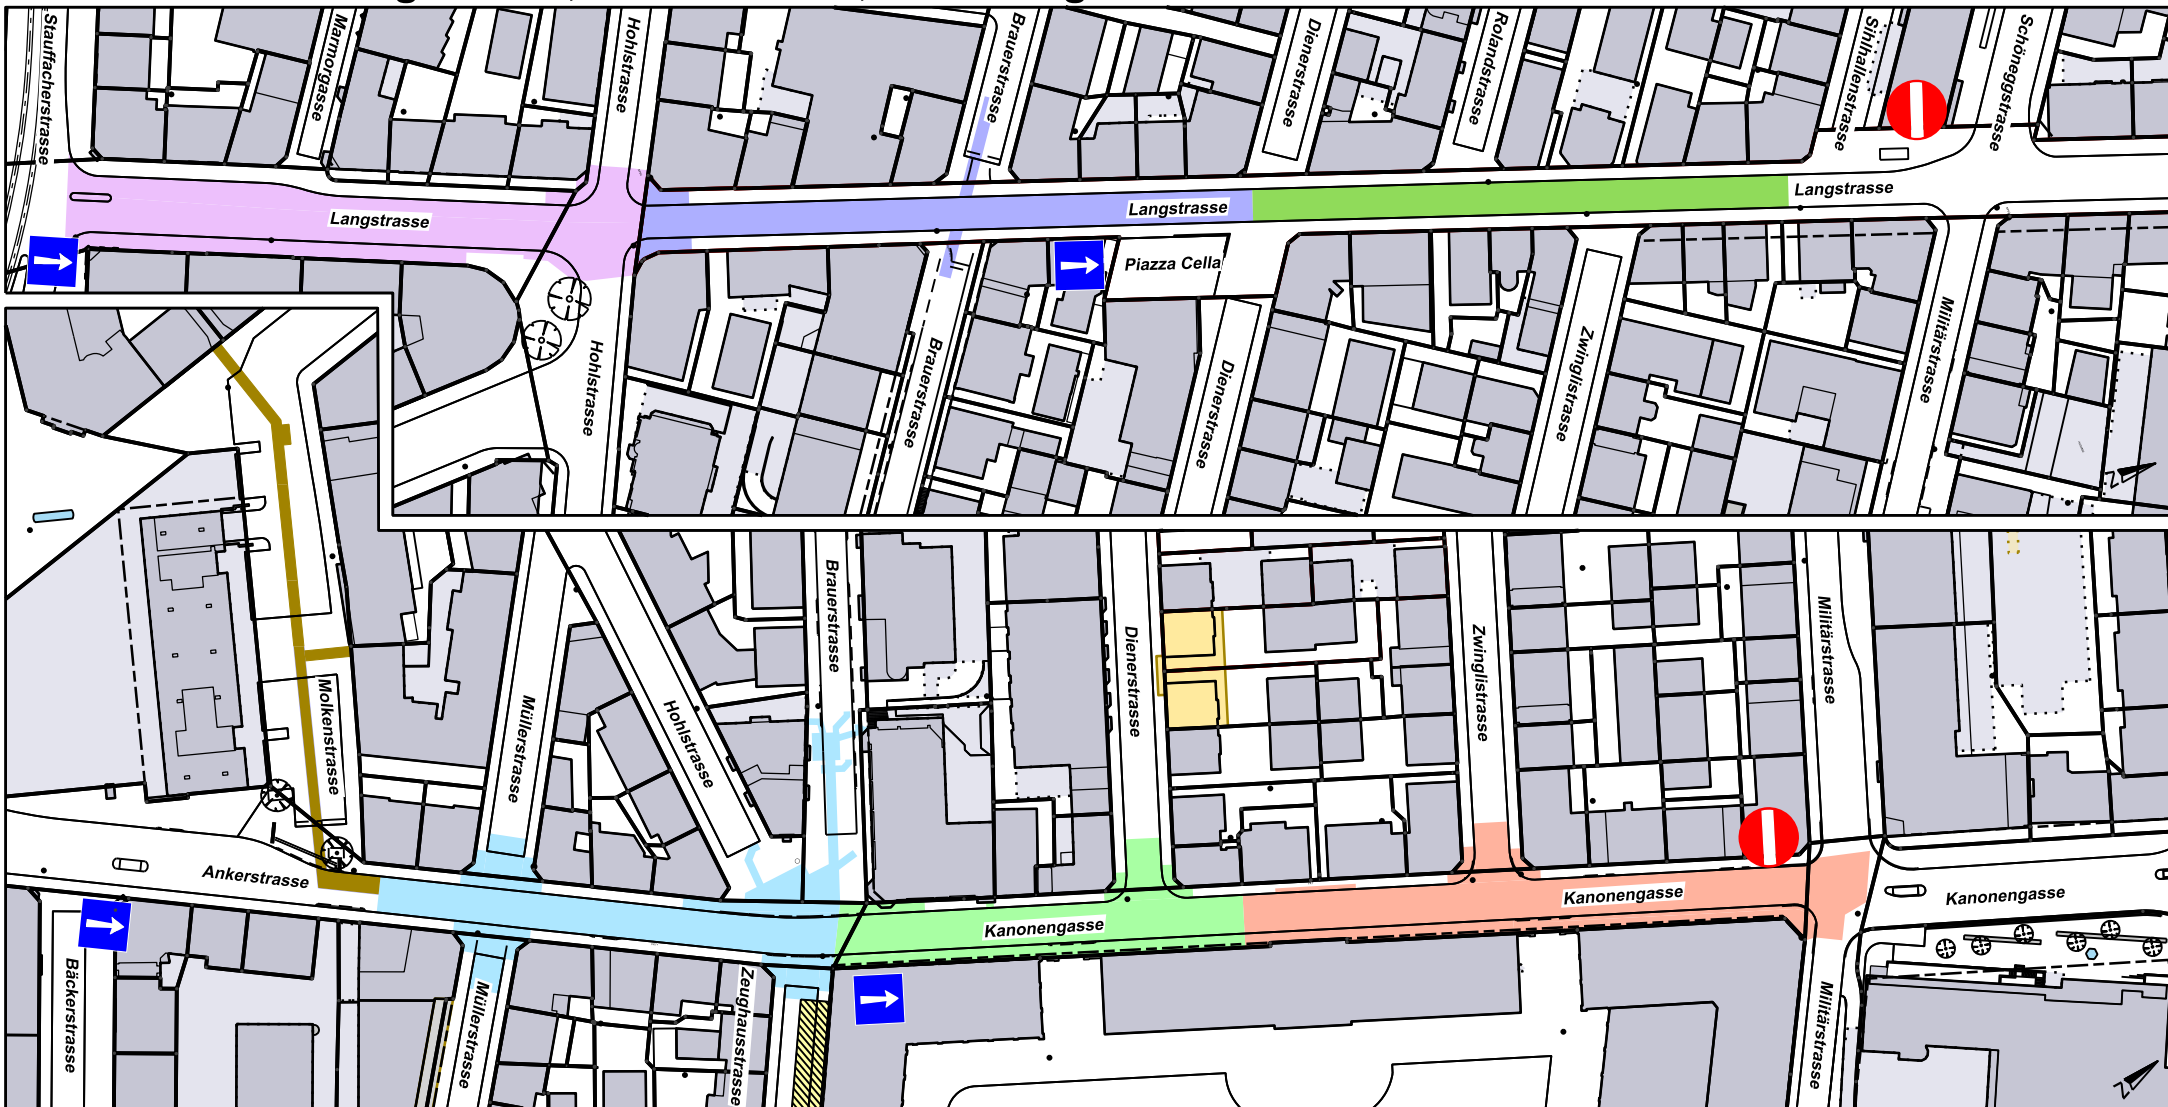 Stauffacherstrasse
Marmorgasse
Hohlstrasse
Brauerstrasse
Dienerstrasse
Rolandstrasse
Sihlhallenstrasse
Schöneggstrasse
Langstrasse
Langstrasse
Langstrasse
Piazza Cella
Hohlstrasse
Brauerstrasse
Dienerstrasse
Zwinglistrasse
Militärstrasse
Molkenstrasse
Müllerstrasse
Hohlstrasse
Brauerstrasse
Dienerstrasse
Zwinglistrasse
Militärstrasse
Ankerstrasse
Kanonengasse
Kanonengasse
Kanonengasse
Bäckerstrasse
Müllerstrasse
Zeughausstrasse
Militärstrasse